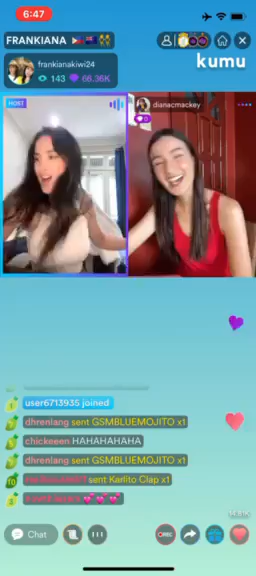 6:47
FRANKIANA
frankianakiwi24
143 68.36K
kumu
HOST
dianacmackey
0
user6713935 joined
dhrenlang sent GSMBLUEMOJITO x1
chickeeen HAHAHAHAHA
dhrenlang sent GSMBLUEMOJITO x1
sent Karlito Clap x1
Chat